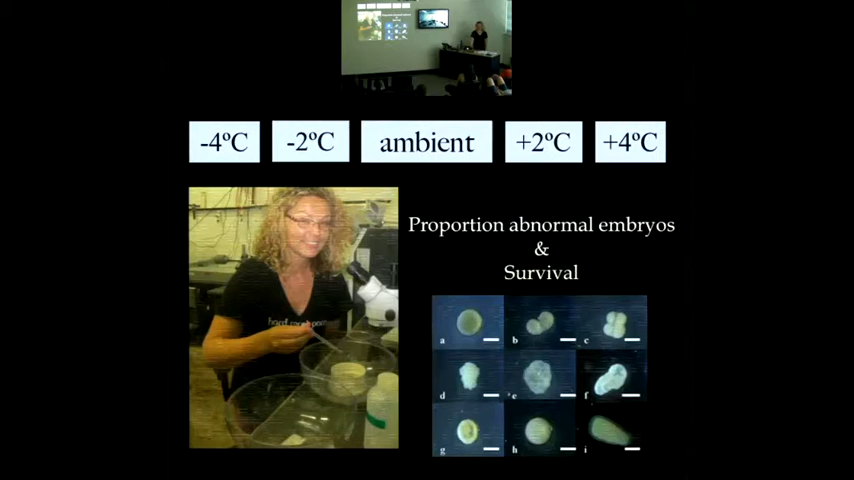 -4ºC -2ºC ambient +2ºC +4ºC
Proportion abnormal embryos
&
Survival
a b c
d e f
g h i